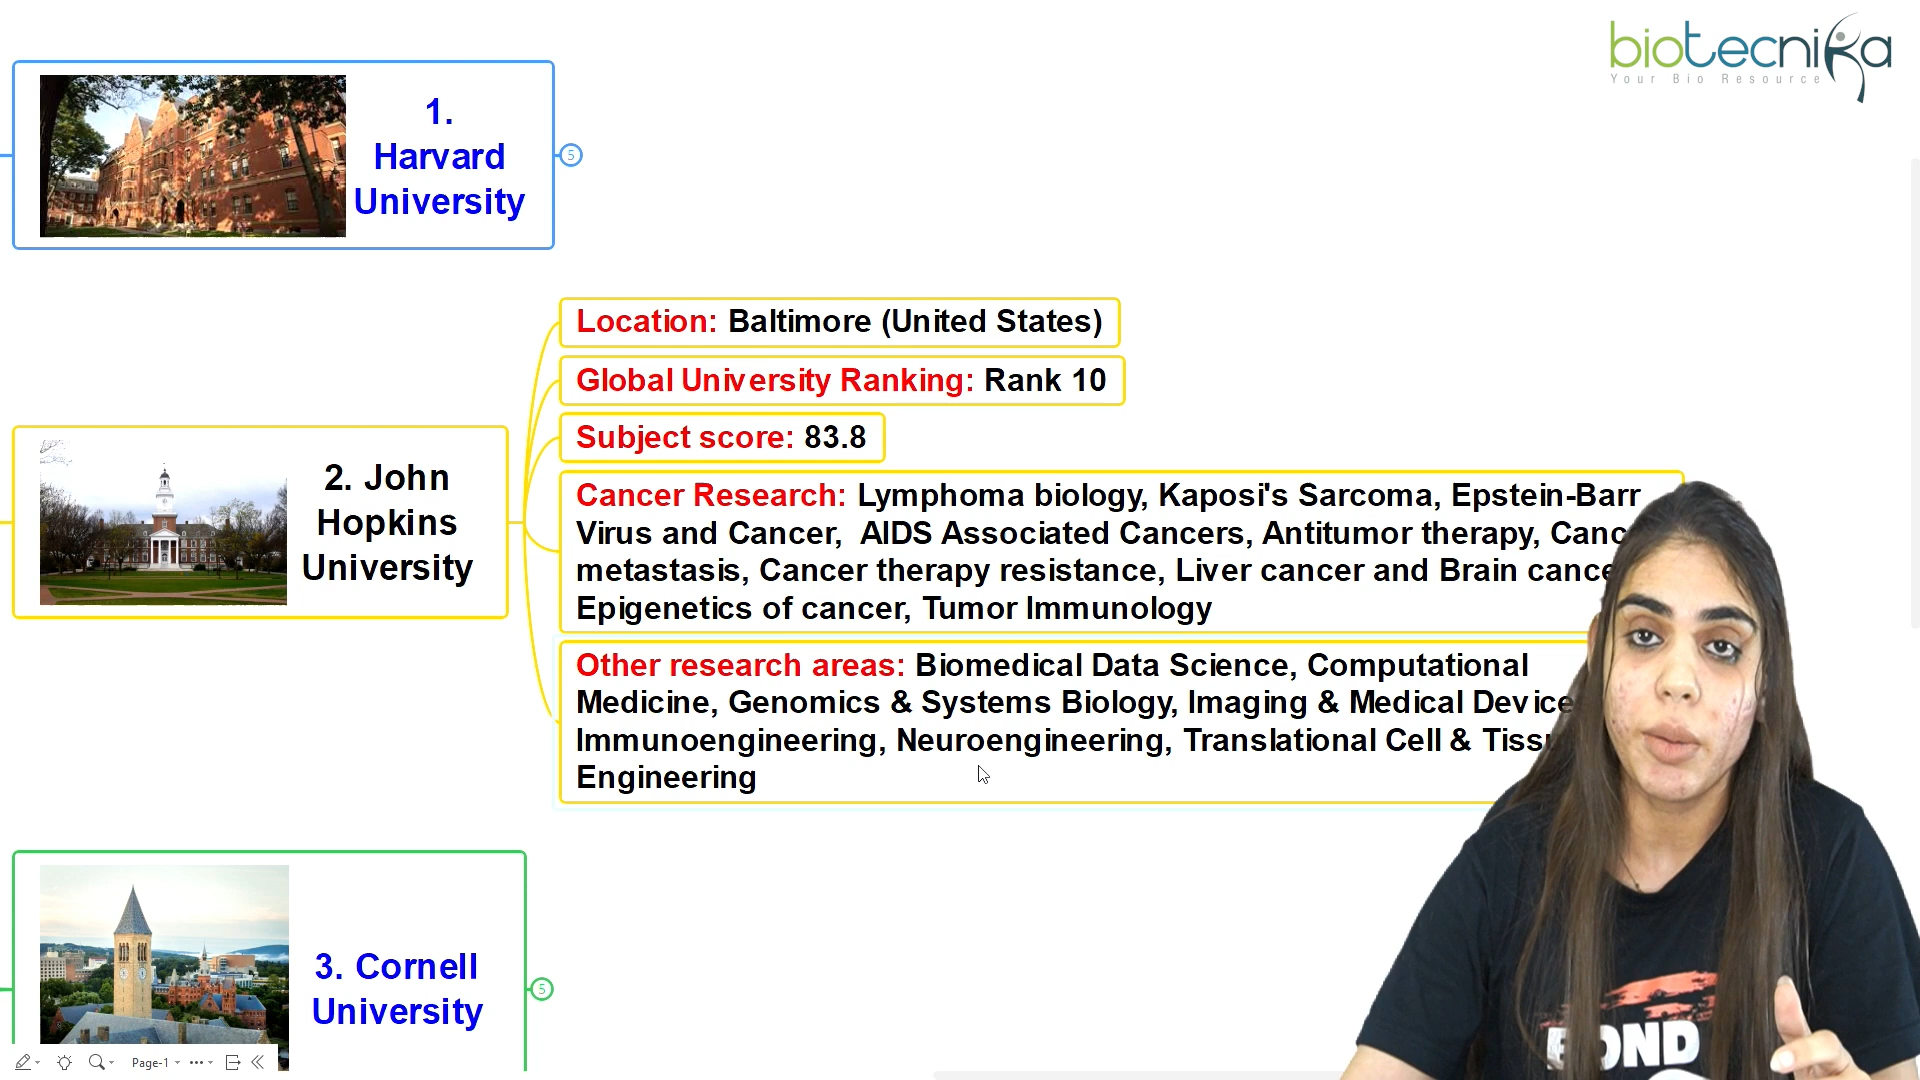 biotecnika
Your Bio Resource
1.
Harvard
University
5
Location: Baltimore (United States)
Global University Ranking: Rank 10
Subject score: 83.8
2. John
Hopkins
University
Cancer Research: Lymphoma biology, Kaposi's Sarcoma, Epstein-Barr
Virus and Cancer, AIDS Associated Cancers, Antitumor therapy,
metastasis, Cancer therapy resistance, Liver cancer and Brain
Epigenetics of cancer, Tumor Immunology
Other research areas: Biomedical Data Science, Computational
Medicine, Genomics & Systems Biology, Imaging & Medical
Immunoengineering, Neuroengineering, Translational Cell &
Engineering
3. Cornell
University
5
Page-1
BOND